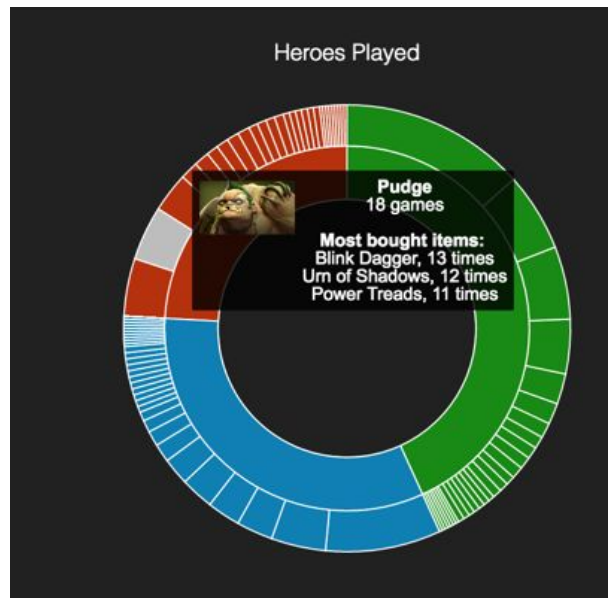 Heroes Played
Pudge
18 games
Most bought items:
Blink Dagger, 13 times
Urn of Shadows, 12 times
Power Treads, 11 times